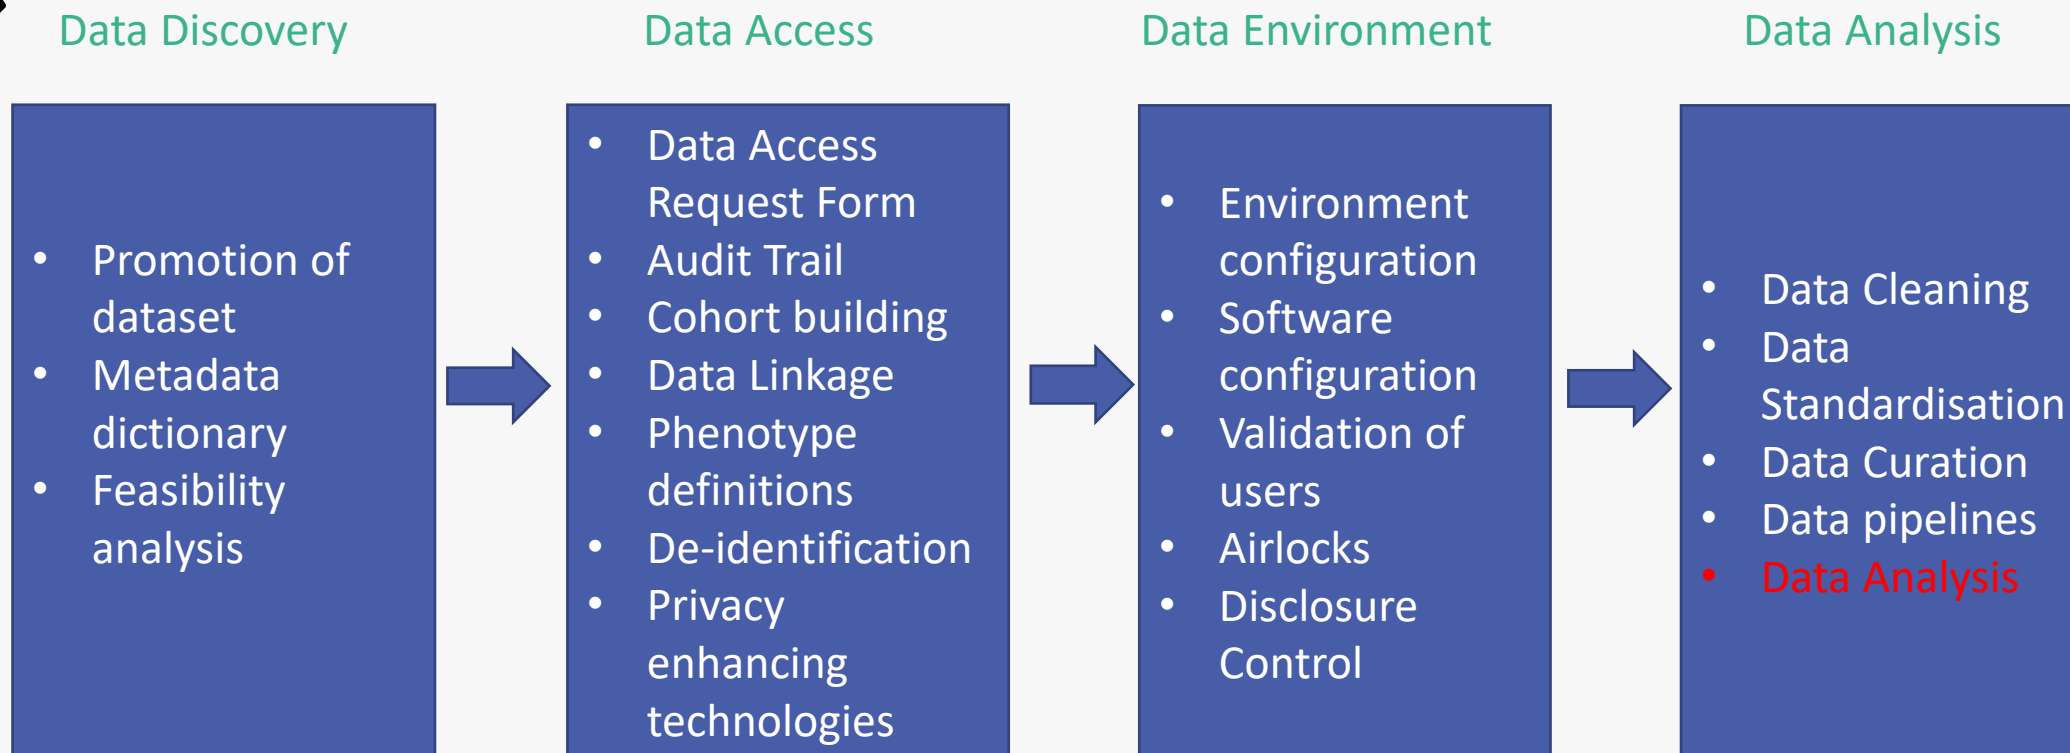 Data Discovery
Data Access
Data Environment
Data Analysis
• Promotion of
dataset
• Metadata
dictionary
• Feasibility
analysis
• Data Access
Request Form
• Audit Trail
• Cohort building
• Data Linkage
• Phenotype
definitions
• De-identification
• Privacy
enhancing
technologies
• Environment
configuration
• Software
configuration
• Validation of
users
• Airlocks
• Disclosure
Control
• Data Cleaning
• Data
Standardisation
• Data Curation
• Data pipelines
• Data Analysis